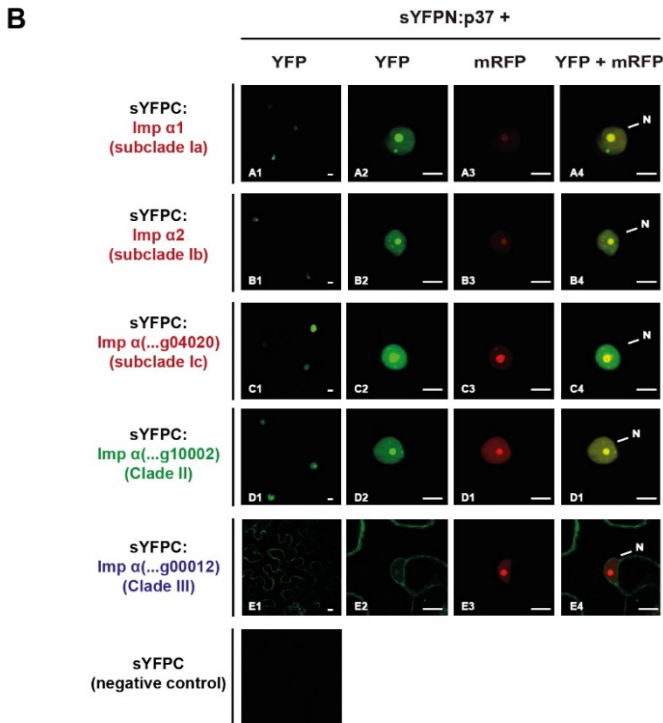 B
sYFPN:p37 +
YFP YFP mRFP YFP + mRFP
sYFPC:
Imp α1
(subclade Ia)
A1 A2 A3 A4 N
sYFPC:
Imp α2
(subclade Ib)
B1 B2 B3 B4 N
sYFPC:
Imp α(...g04020)
(subclade Ic)
C1 C2 C3 C4 N
sYFPC:
Imp α(...g10002)
(Clade II)
D1 D2 D1 D1 N
sYFPC:
Imp α(...g00012)
(Clade III)
E1 E2 E3 E4 N
sYFPC
(negative control)